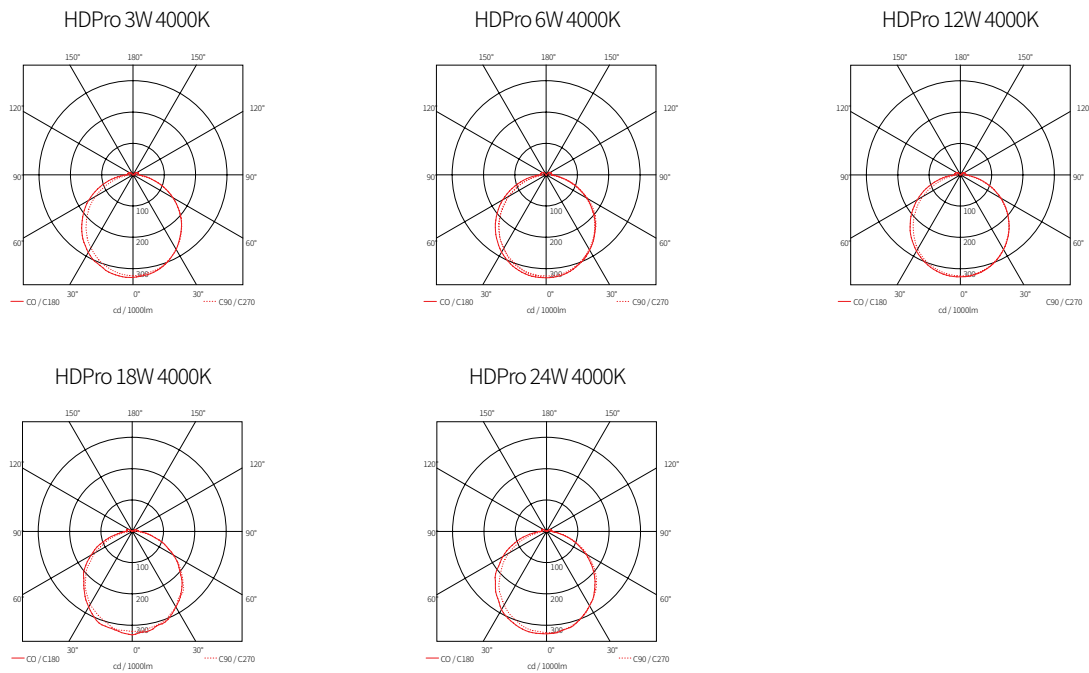 HDPro 3W 4000K
150° 180° 150°
120° 120°
90° 90°
100
200
60° 60°
300
30° 0° 30°
CO / C180 C90 / C270
cd / 1000lm
HDPro 6W 4000K
150° 180° 150°
120° 120°
90° 90°
100
200
60° 60°
300
30° 0° 30°
CO / C180 C90 / C270
cd / 1000lm
HDPro 12W 4000K
150° 180° 150°
120° 120°
90° 90°
100
200
60° 60°
300
30° 0° 30°
CO / C180 C90 / C270
cd / 1000lm
HDPro 18W 4000K
150° 180° 150°
120° 120°
90° 90°
100
200
60° 60°
300
30° 0° 30°
CO / C180 C90 / C270
cd / 1000lm
HDPro 24W 4000K
150° 180° 150°
120° 120°
90° 90°
100
200
60° 60°
300
30° 0° 30°
CO / C180 C90 / C270
cd / 1000lm